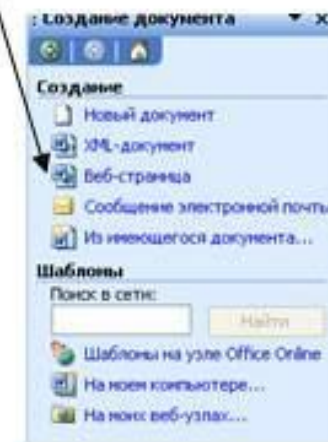 : Создание документа
Создание
Новый документ
XML-документ
Веб-страница
Сообщение электронной почты
Из имеющегося документа...
Шаблоны
Поиск в сети:
Найти
Шаблоны на узле Office Online
На моем компьютере...
На моих веб-узлах...